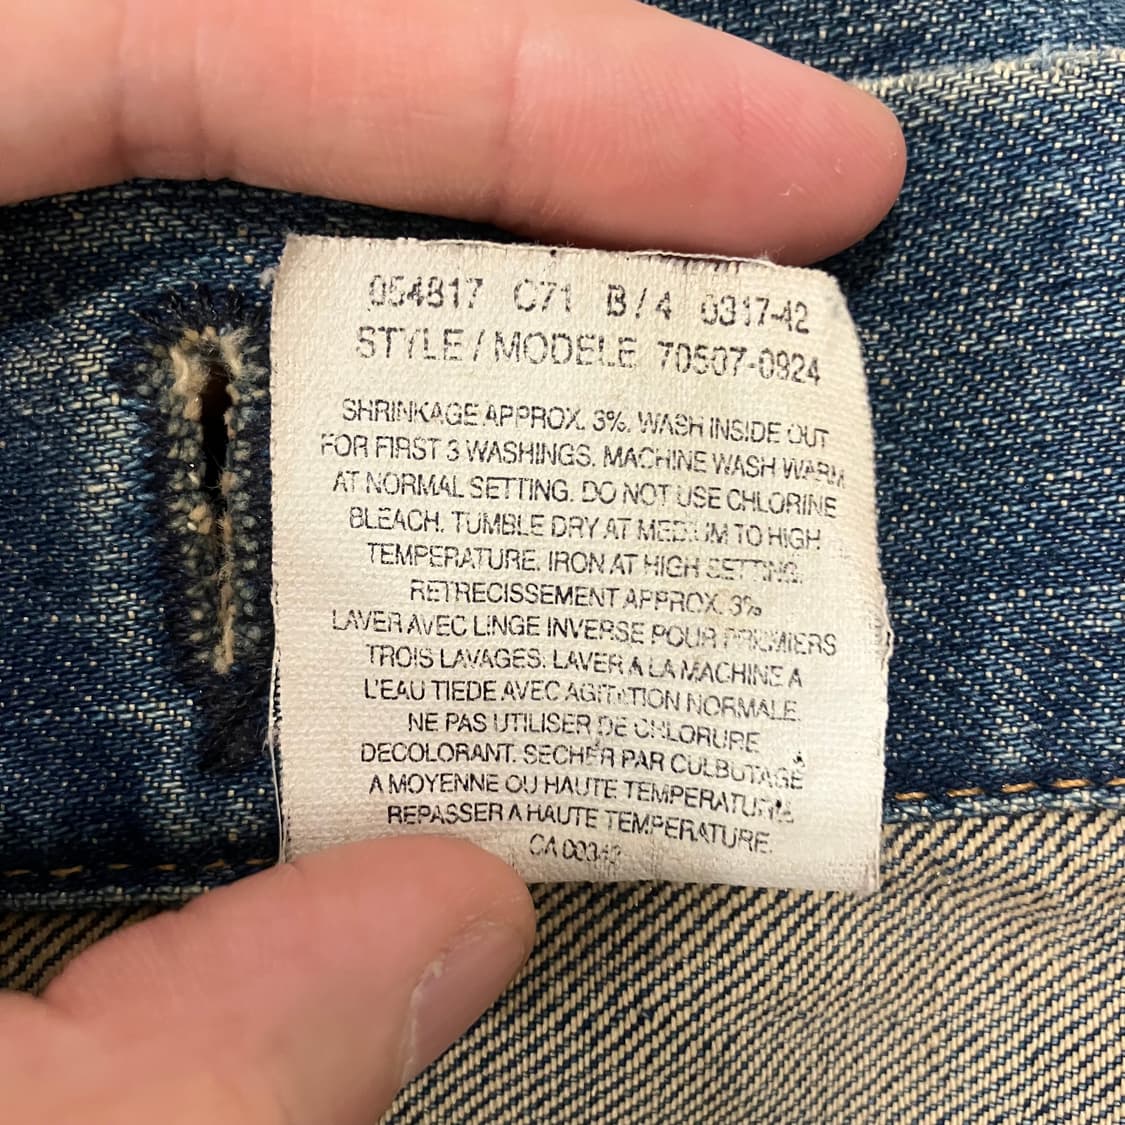 054817 C71 B/4 0317-42
STYLE / MODELE 70507-0924
SHRINKAGE APPROX. 3%. WASH INSIDE OUT
FOR FIRST 3 WASHINGS. MACHINE WASH WARM
AT NORMAL SETTING. DO NOT USE CHLORINE
BLEACH. TUMBLE DRY AT MEDIUM TO HIGH
TEMPERATURE. IRON AT HIGH SETTING.
RETRECISSEMENT APPROX. 3%
LAVER AVEC LINGE INVERSE POUR PREMIERS
TROIS LAVAGES. LAVER A LA MACHINE A
L'EAU TIEDE AVEC AGITATION NORMALE.
NE PAS UTILISER DE CHLORURE
DECOLORANT. SECHER PAR CULBUTAGE
A MOYENNE OU HAUTE TEMPERATURE
REPASSER A HAUTE TEMPERATURE.
CA